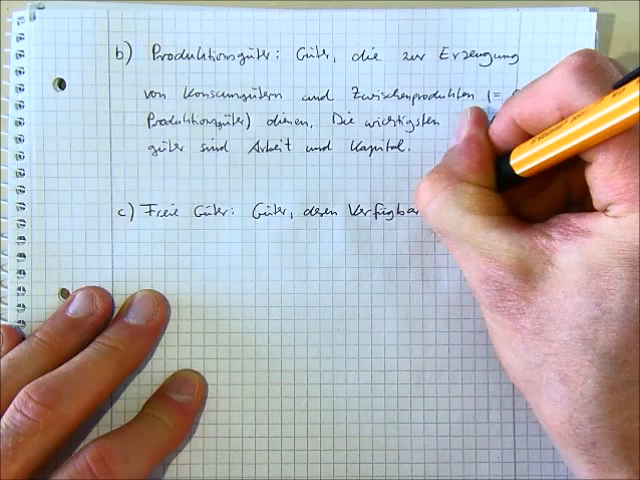 b) Produktionsgüter: Güter, die zur Erzeugung
von Konsumgütern und Zwischenprodukten (=
Produktionsgüter) dienen. Die wichtigsten
güter sind Arbeit und Kapital.
c) Freie Güter: Güter, deren Verfügbar